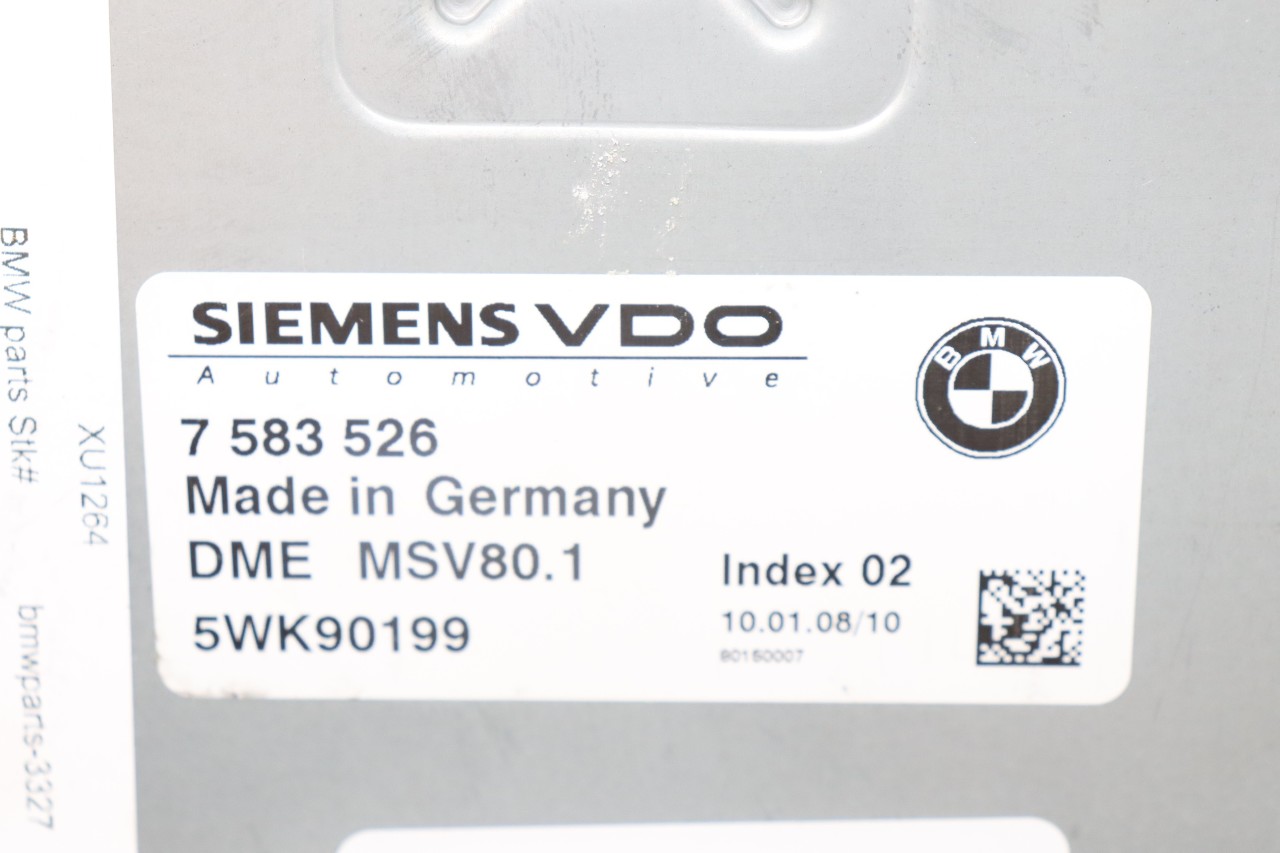 SIEMENS VDO
Automotive
BMW
7 583 526
Made in Germany
DME MSV80.1
Index 02
5WK90199
10.01.08/10
80150007
BMW parts Stk#
bmwparts-3327
XU1264